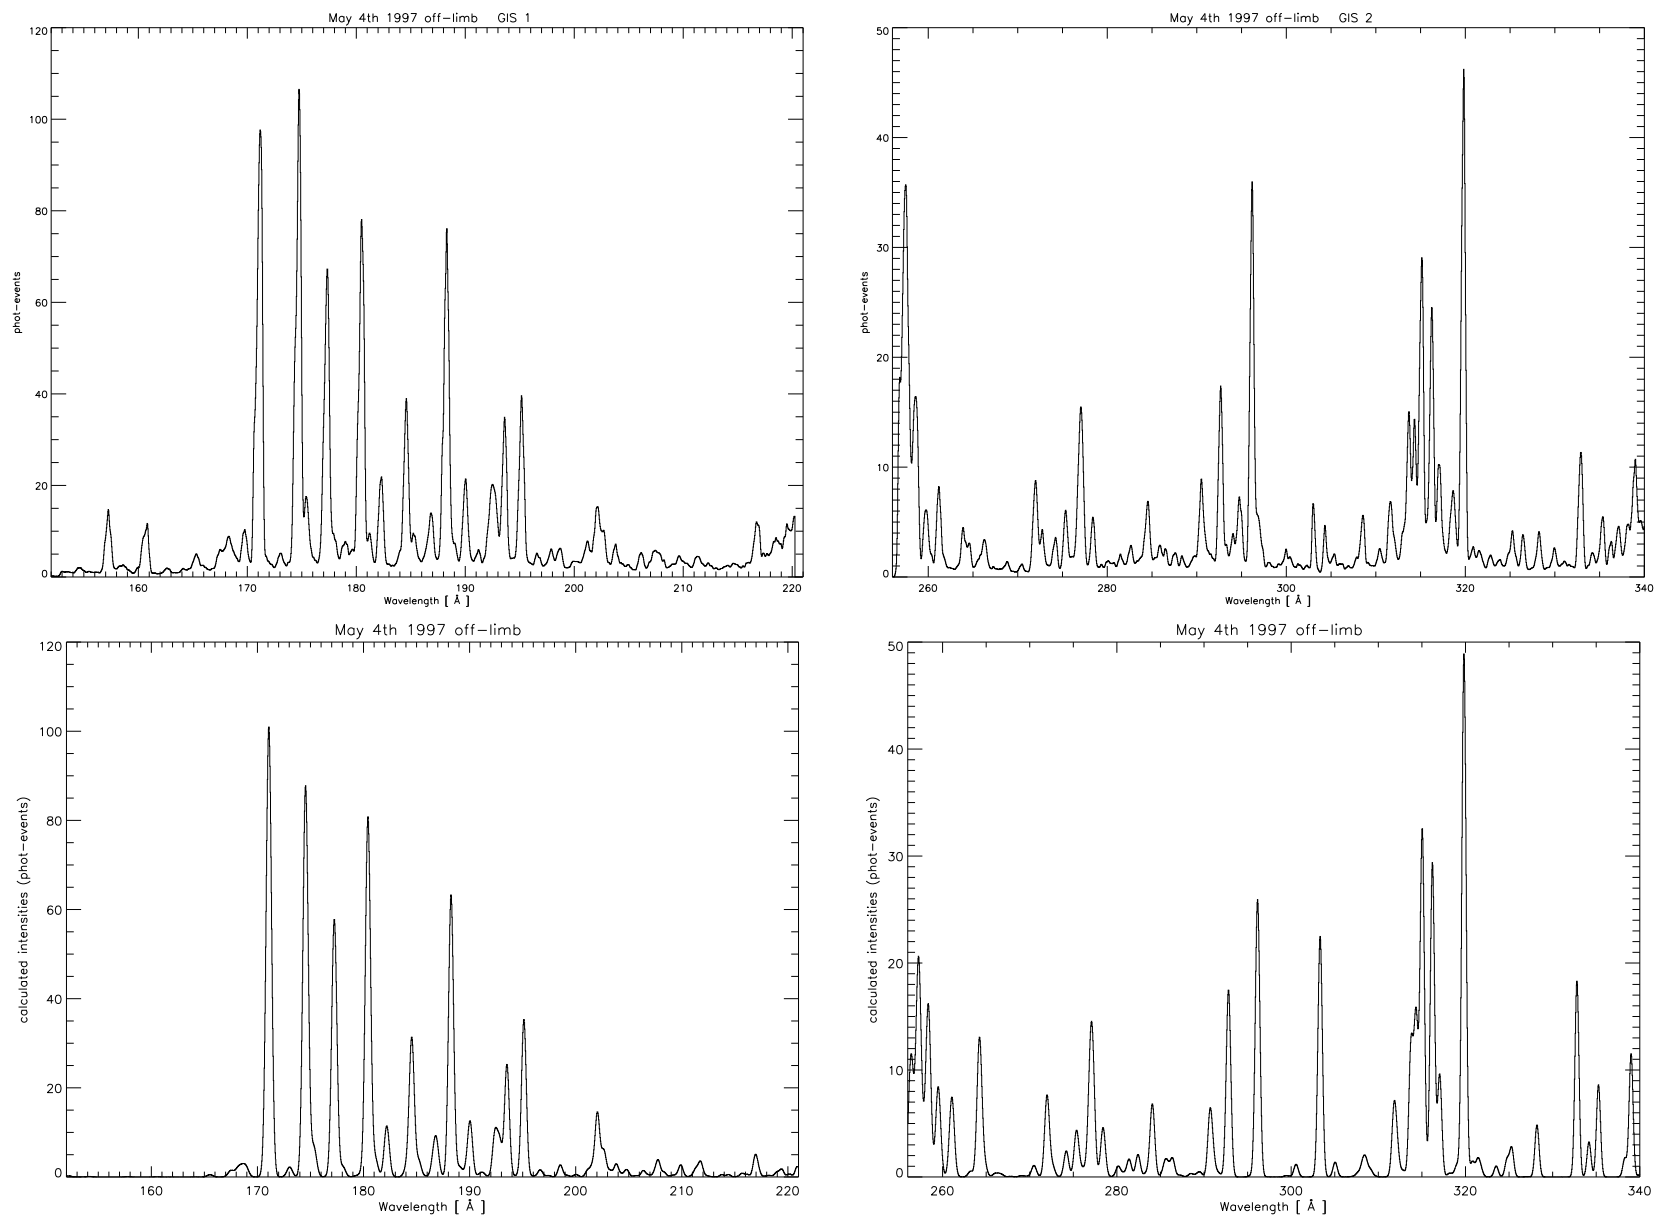 May 4th 1997 off-limb GIS 1
120
100
80
60
40
20
0
phot-events
160 170 180 190 200 210 220
Wavelength [ Å ]
May 4th 1997 off-limb GIS 2
50
40
30
20
10
0
phot-events
260 280 300 320 340
Wavelength [ Å ]
May 4th 1997 off-limb
120
100
80
60
40
20
0
calculated intensities (phot-events)
160 170 180 190 200 210 220
Wavelength [ Å ]
May 4th 1997 off-limb
50
40
30
20
10
0
calculated intensities (phot-events)
260 280 300 320 340
Wavelength [ Å ]